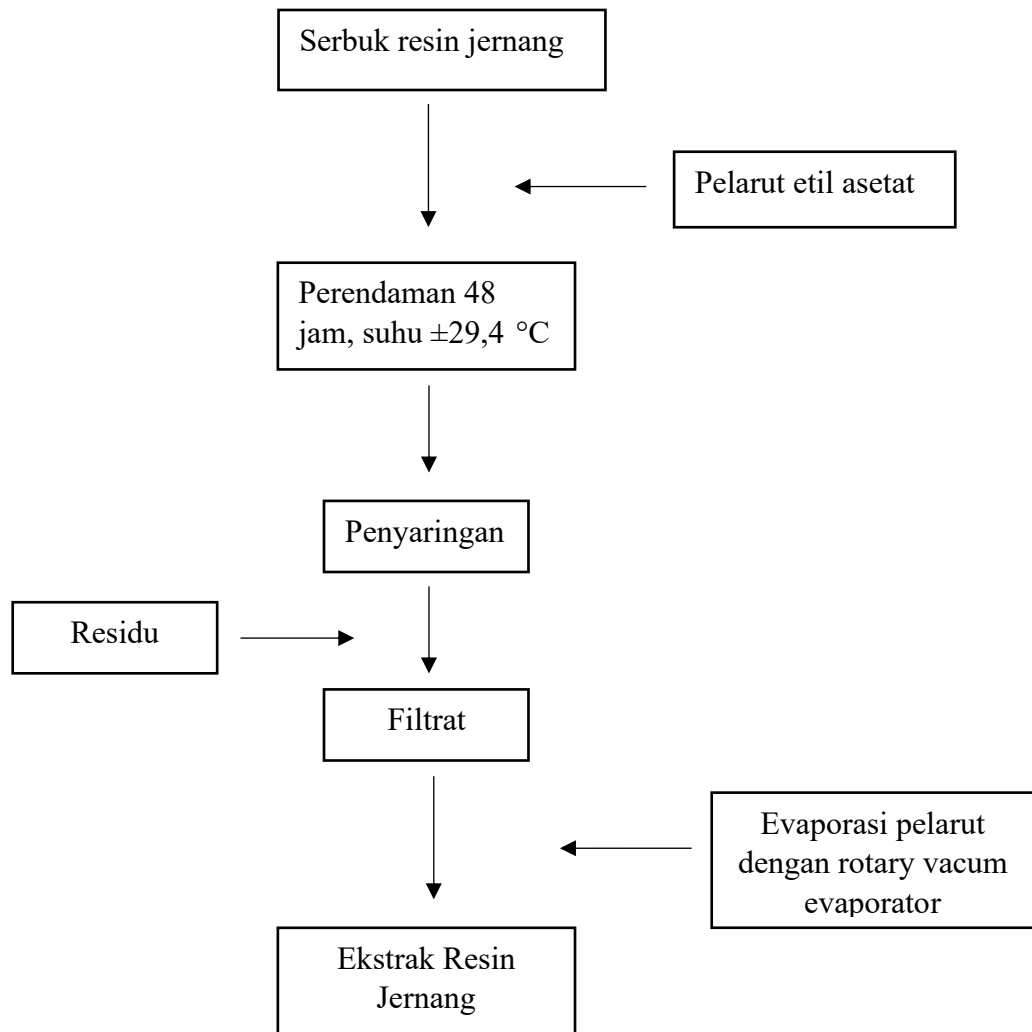 Serbuk resin jernang
Pelarut etil asetat
Perendaman 48
jam, suhu ±29,4 °C
Penyaringan
Residu
Filtrat
Evaporasi pelarut
dengan rotary vacum
evaporator
Ekstrak Resin
Jernang